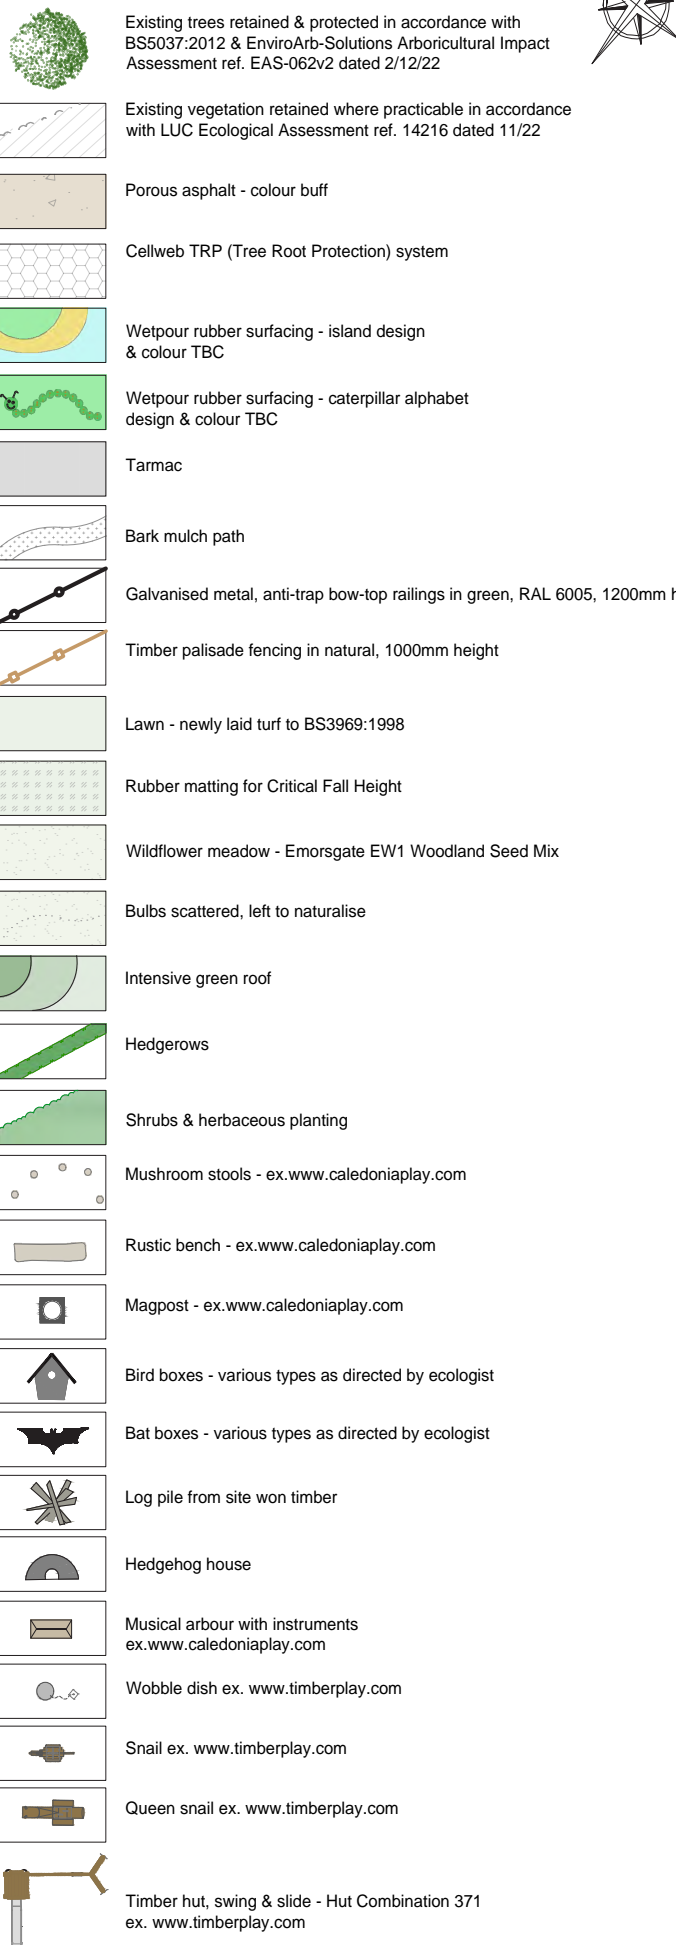 Existing trees retained & protected in accordance with
BS5037:2012 & EnviroArb-Solutions Arboricultural Impact
Assessment ref. EAS-062v2 dated 2/12/22
Existing vegetation retained where practicable in accordance
with LUC Ecological Assessment ref. 14216 dated 11/22
Porous asphalt - colour buff
Cellweb TRP (Tree Root Protection) system
Wetpour rubber surfacing - island design
& colour TBC
Wetpour rubber surfacing - caterpillar alphabet
design & colour TBC
Tarmac
Bark mulch path
Galvanised metal, anti-trap bow-top railings in green, RAL 6005, 1200mm
Timber palisade fencing in natural, 1000mm height
Lawn - newly laid turf to BS3969:1998
Rubber matting for Critical Fall Height
Wildflower meadow - Emorsgate EW1 Woodland Seed Mix
Bulbs scattered, left to naturalise
Intensive green roof
Hedgerows
Shrubs & herbaceous planting
Mushroom stools - ex.www.caledoniaplay.com
Rustic bench - ex.www.caledoniaplay.com
Magpost - ex.www.caledoniaplay.com
Bird boxes - various types as directed by ecologist
Bat boxes - various types as directed by ecologist
Log pile from site won timber
Hedgehog house
Musical arbour with instruments
ex.www.caledoniaplay.com
Wobble dish ex. www.timberplay.com
Snail ex. www.timberplay.com
Queen snail ex. www.timberplay.com
Timber hut, swing & slide - Hut Combination 371
ex. www.timberplay.com